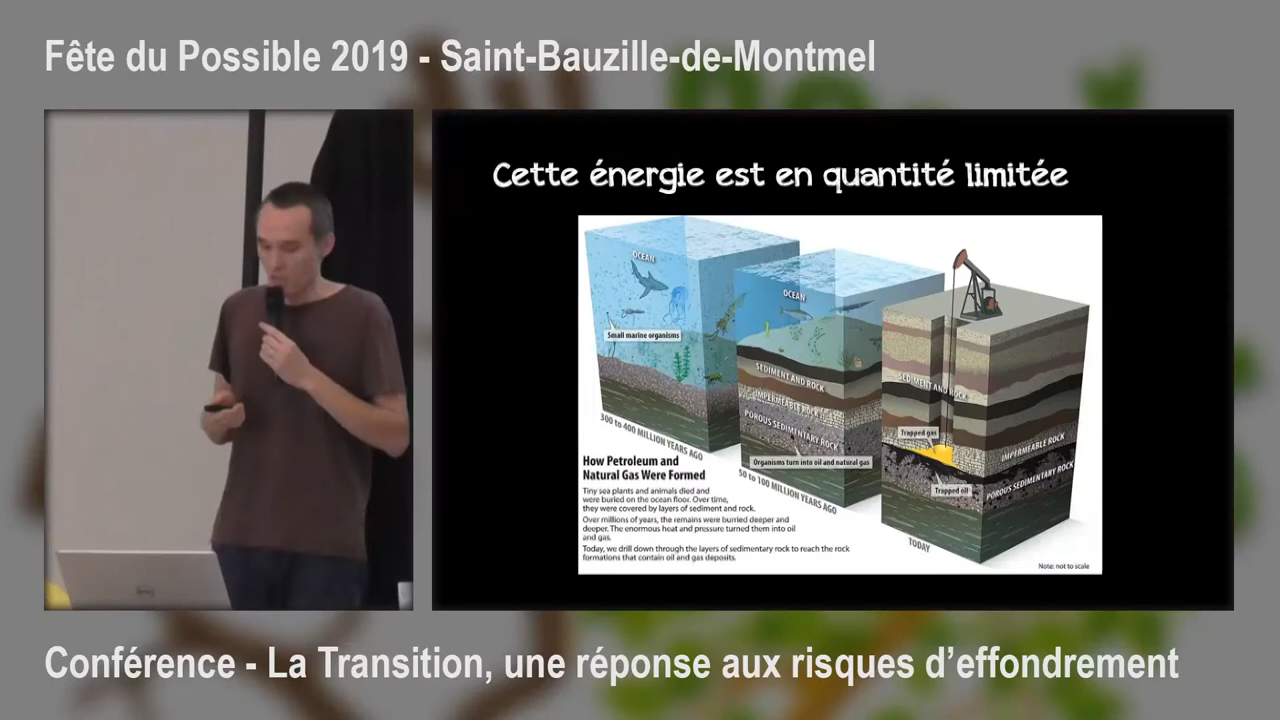 Fête du Possible 2019 - Saint-Bauzille-de-Montmel
Cette énergie est en quantité limitée
OCEAN
Small marine organisms
300 to 400 MILLION YEARS AGO
OCEAN
SEDIMENT AND ROCK
IMPERMEABLE ROCK
POROUS SEDIMENTARY ROCK
Organisms turn into oil and natural gas
50 to 100 MILLION YEARS AGO
SEDIMENT AND ROCK
Trapped gas
IMPERMEABLE ROCK
Trapped oil
POROUS SEDIMENTARY ROCK
TODAY
How Petroleum and
Natural Gas Were Formed
Tiny sea plants and animals died and
were buried on the ocean floor. Over time,
they were covered by layers of sediment and rock.
Over millions of years, the remains were burried deeper and
deeper. The enormous heat and pressure turned them into oil
and gas.
Today, we drill down through the layers of sedimentary rock to reach the rock
formations that contain oil and gas deposits.
Note: not to scale
Conférence - La Transition, une réponse aux risques d'effondrement